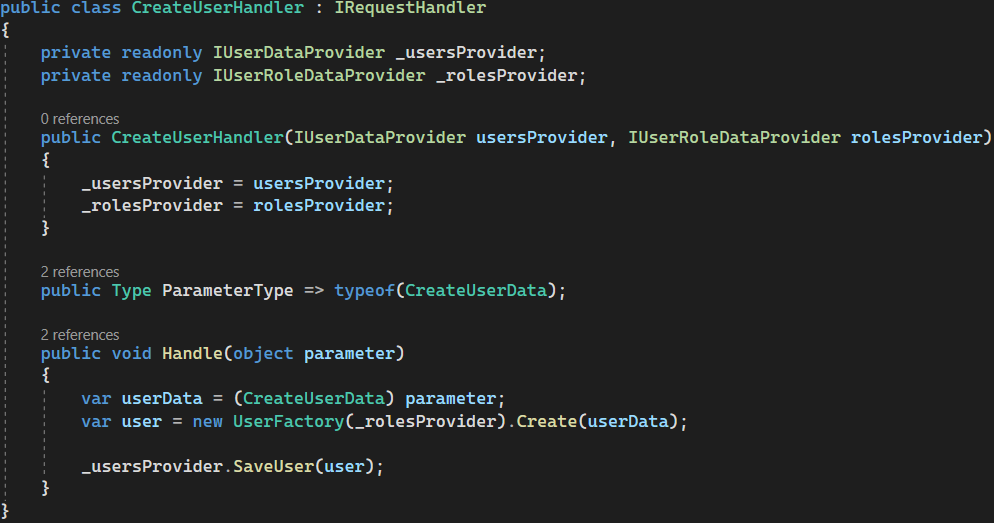 public class CreateUserHandler : IRequestHandler
{
private readonly IUserDataProvider _usersProvider;
private readonly IUserRoleDataProvider _rolesProvider;
0 references
public CreateUserHandler(IUserDataProvider usersProvider, IUserRoleDataProvider rolesProvider)
{
_usersProvider = usersProvider;
_rolesProvider = rolesProvider;
}
2 references
public Type ParameterType => typeof(CreateUserData);
2 references
public void Handle(object parameter)
{
var userData = (CreateUserData) parameter;
var user = new UserFactory(_rolesProvider).Create(userData);
_usersProvider.SaveUser(user);
}
}